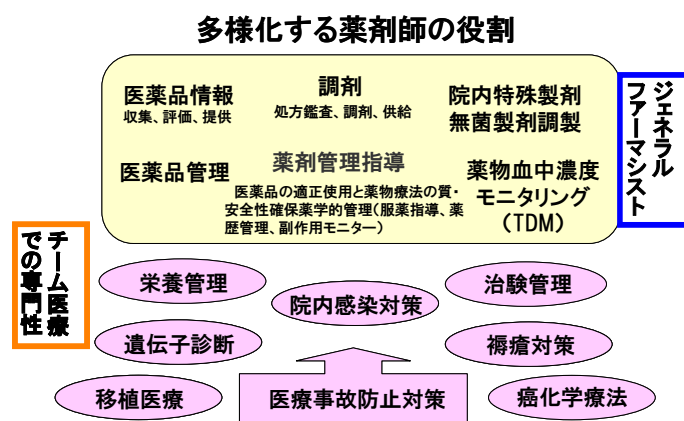 多様化する薬剤師の役割
医薬品情報
収集、評価、提供
調剤
処方鑑査、調剤、供給
院内特殊製剤
無菌製剤調製
医薬品管理
薬剤管理指導
医薬品の適正使用と薬物療法の質・
安全性確保薬学的管理(服薬指導、薬
歴管理、副作用モニター)
薬物血中濃度
モニタリング
(TDM)
ジェネラル
ファーマシスト
チーム医療
での専門性
栄養管理
院内感染対策
治験管理
遺伝子診断
褥瘡対策
移植医療
医療事故防止対策
癌化学療法